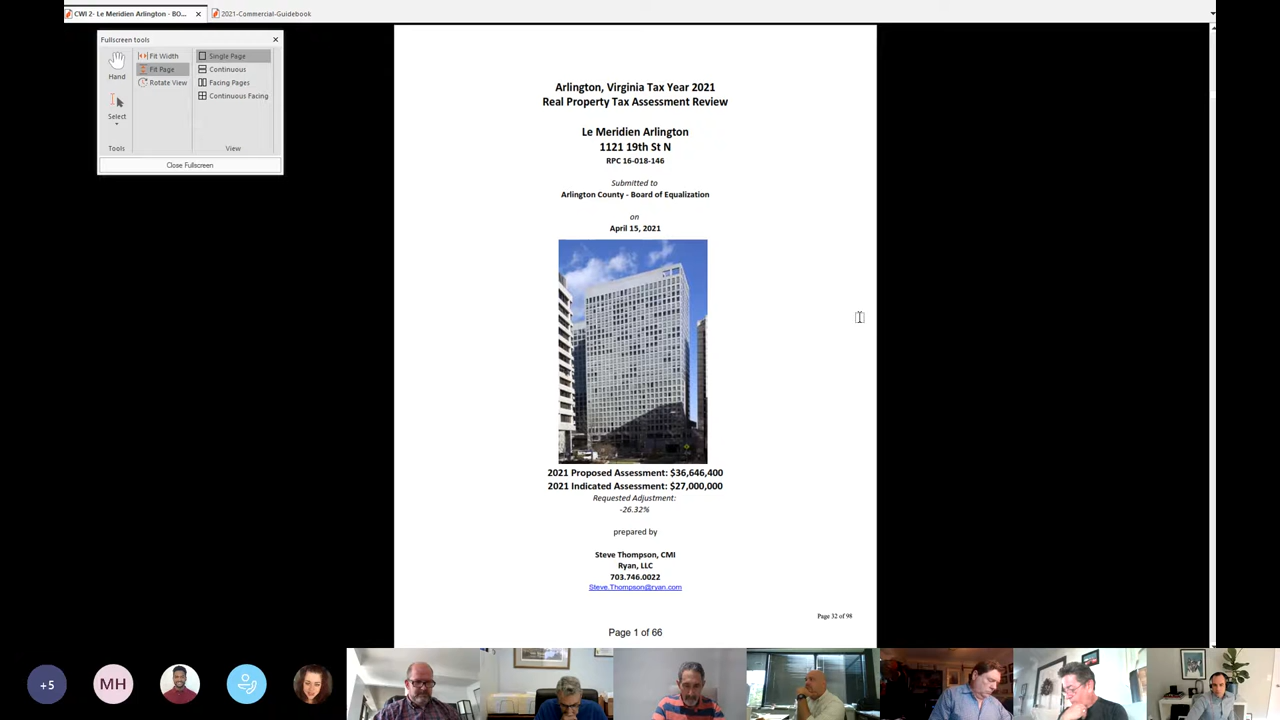 CWI 2- Le Meridien Arlington - BO...
2021-Commercial-Guidebook
Fullscreen tools
Hand
Select
Tools
Fit Width
Fit Page
Rotate View
Single Page
Continuous
Facing Pages
Continuous Facing
View
Close Fullscreen
Arlington, Virginia Tax Year 2021
Real Property Tax Assessment Review
Le Meridien Arlington
1121 19th St N
RPC 16-018-146
Submitted to
Arlington County - Board of Equalization
on
April 15, 2021
2021 Proposed Assessment: $36,646,400
2021 Indicated Assessment: $27,000,000
Requested Adjustment:
-26.32%
prepared by
Steve Thompson, CMI
Ryan, LLC
703.746.0022
Steve.Thompson@ryan.com
Page 32 of 98
Page 1 of 66
+5
MH